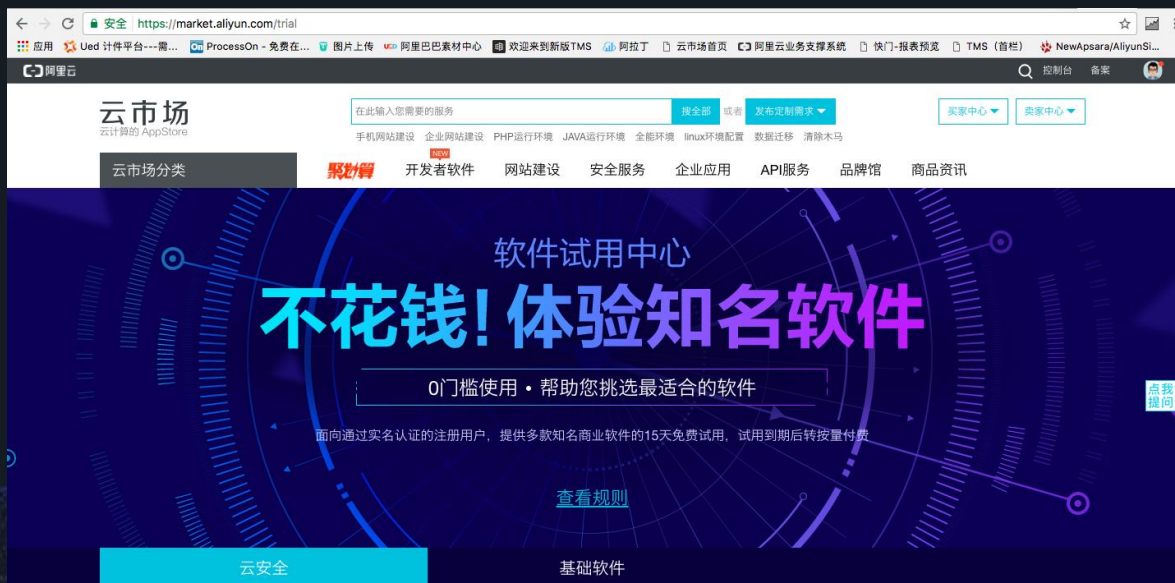 安全 https://market.aliyun.com/trial
应用 Ued 计件平台---需... On ProcessOn - 免费在... 图片上传 UED 阿里巴巴素材中心 欢迎来到新版TMS 阿拉丁 云市场首页 阿里云业务支撑系统 快门-报表预览 TMS（首栏） NewApsara/AliyunSi...
阿里云 控制台 备案
云市场
云计算的 AppStore
在此输入您需要的服务 搜全部 或者 发布定制需求 买家中心 卖家中心
手机网站建设 企业网站建设 PHP运行环境 JAVA运行环境 全能环境 linux环境配置 数据迁移 清除木马
NEW
云市场分类 聚划算 开发者软件 网站建设 安全服务 企业应用 API服务 品牌馆 商品资讯
软件试用中心
不花钱！体验知名软件
0门槛使用 • 帮助您挑选最适合的软件
点我
提问
面向通过实名认证的注册用户，提供多款知名商业软件的15天免费试用，试用到期后转按量付费
查看规则
云安全 基础软件